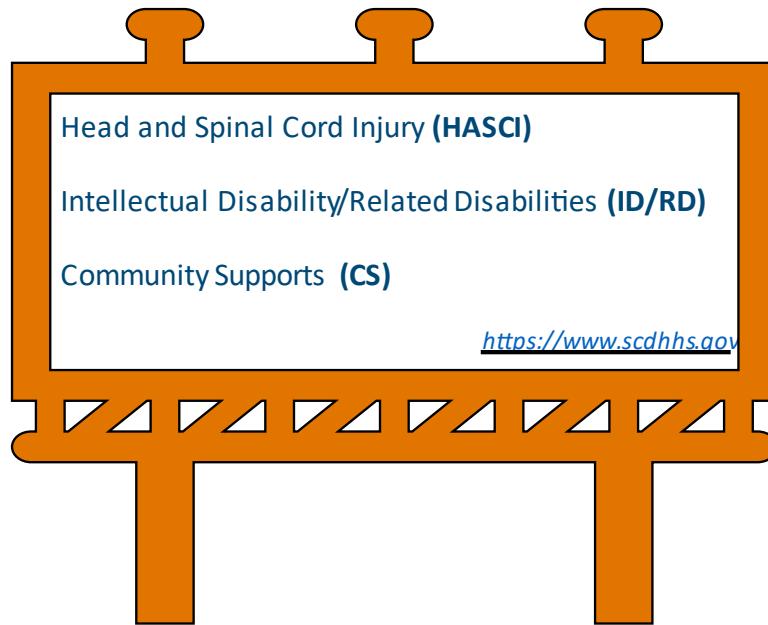 Head and Spinal Cord Injury (HASCI)
Intellectual Disability/Related Disabilities (ID/RD)
Community Supports (CS)
https://www.scdhhs.gov